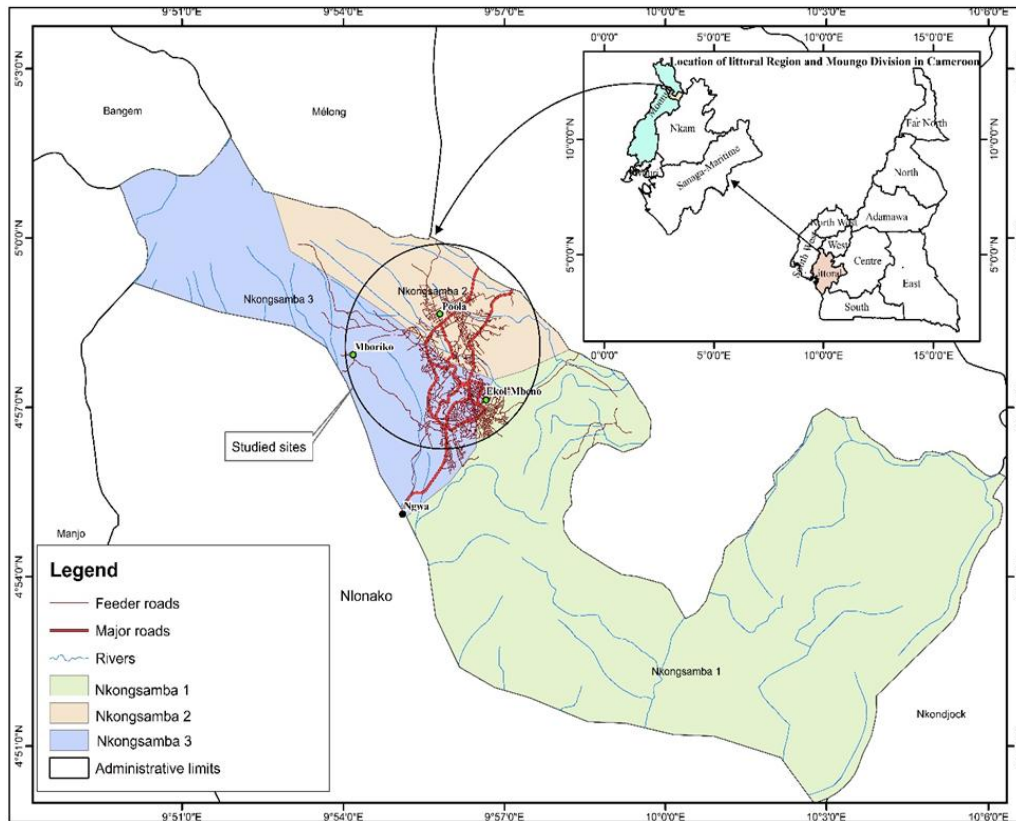 9°51'0"E
9°54'0"E
9°57'0"E
10°0'0"E
10°3'0"E
10°6'0"E
0°0'0"
5°0'0"E
10°0'0"E
15°0'0"E
Location of littoral Region and Moungo Division in Cameroon
5°3'0"N
5°0'0"N
4°57'0"N
4°54'0"N
4°51'0"N
10°0'0"N
5°0'0"N
10°0'0"N
5°0'0"N
Bangem
Mélong
Nkam
Sanaga-Maritime
Far North
North
Adamawa
North West
West
South West
Centre
Littoral
East
South
0°0'0"
5°0'0"E
10°0'0"E
15°0'0"E
Nkongsamba 2
Nkongsamba 3
Poola
Mboriko
Ekol'Mbeno
Studied sites
Ngwa
Manjo
Nlonako
Nkongsamba 1
Nkondjock
Legend
Feeder roads
Major roads
Rivers
Nkongsamba 1
Nkongsamba 2
Nkongsamba 3
Administrative limits
9°51'0"E
9°54'0"E
9°57'0"E
10°0'0"E
10°3'0"E
10°6'0"E